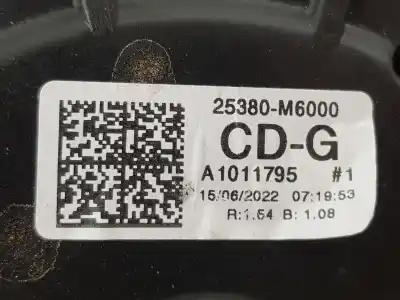 25380-M6000
CD-G
A1011795 #1
15/06/2022 07:19:53
R:1.54 B:1.08